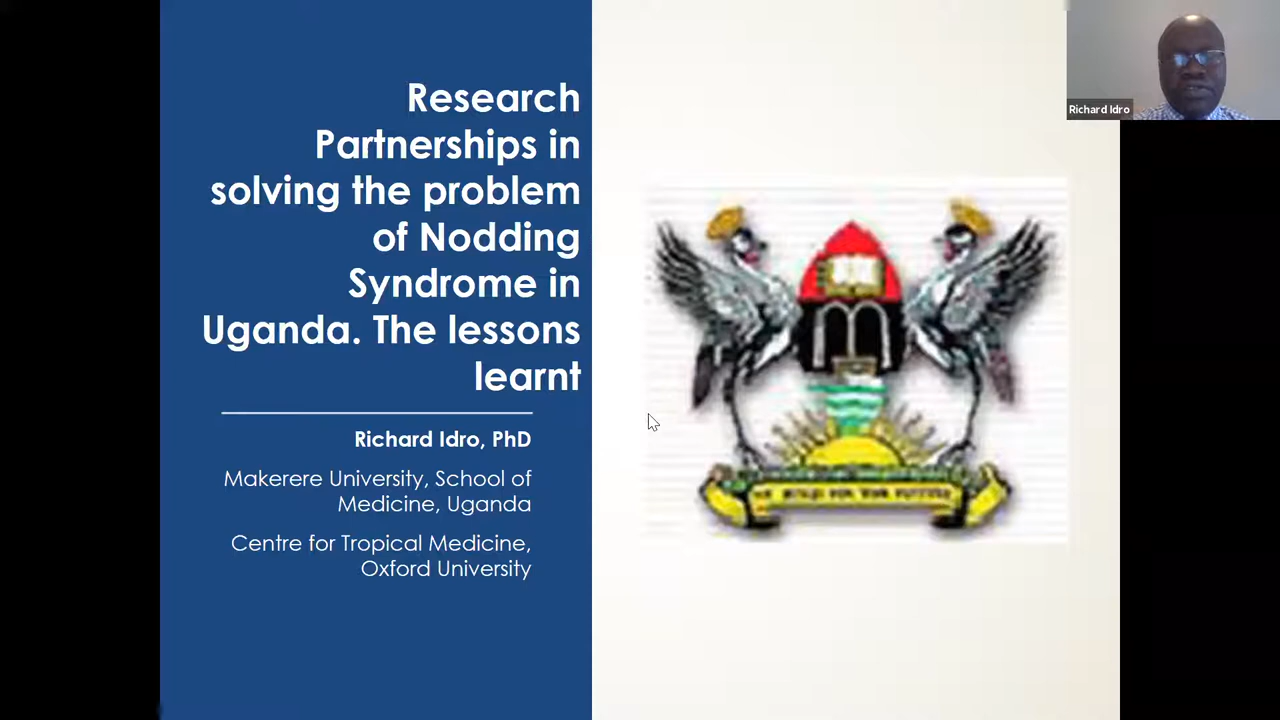 Research
Partnerships in
solving the problem
of Nodding
Syndrome in
Uganda. The lessons
learnt
Richard Idro, PhD
Makerere University, School of
Medicine, Uganda
Centre for Tropical Medicine,
Oxford University
Richard Idro